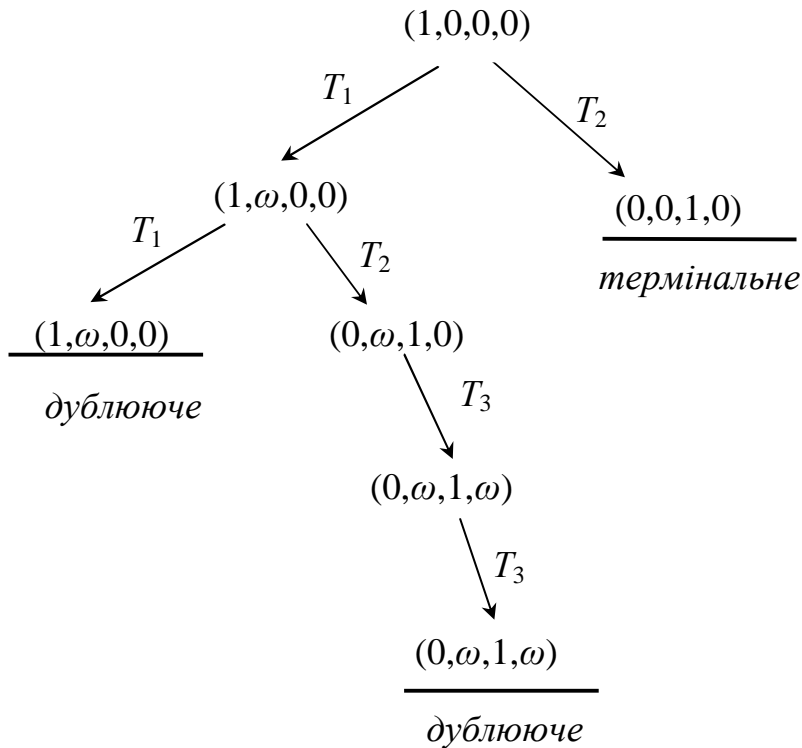 (1,0,0,0)
T₁
T₂
(1,ω,0,0)
(0,0,1,0)
термінальне
T₁
T₂
(1,ω,0,0)
дублююче
(0,ω,1,0)
T₃
(0,ω,1,ω)
T₃
(0,ω,1,ω)
дублююче